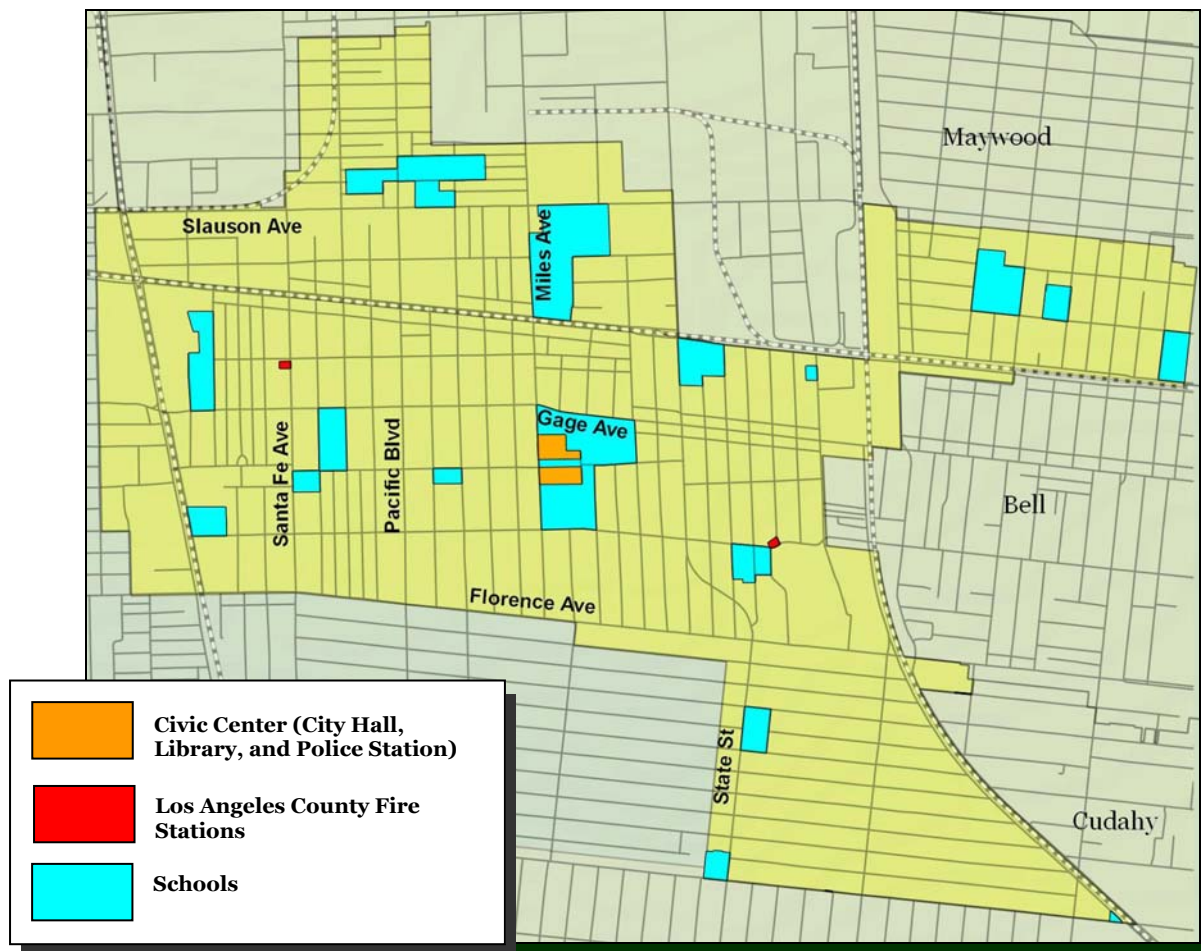 Maywood
Slauson Ave
Miles Ave
Gage Ave
Santa Fe Ave
Pacific Blvd
Bell
Florence Ave
State St
Cudahy
Civic Center (City Hall,
Library, and Police Station)
Los Angeles County Fire
Stations
Schools